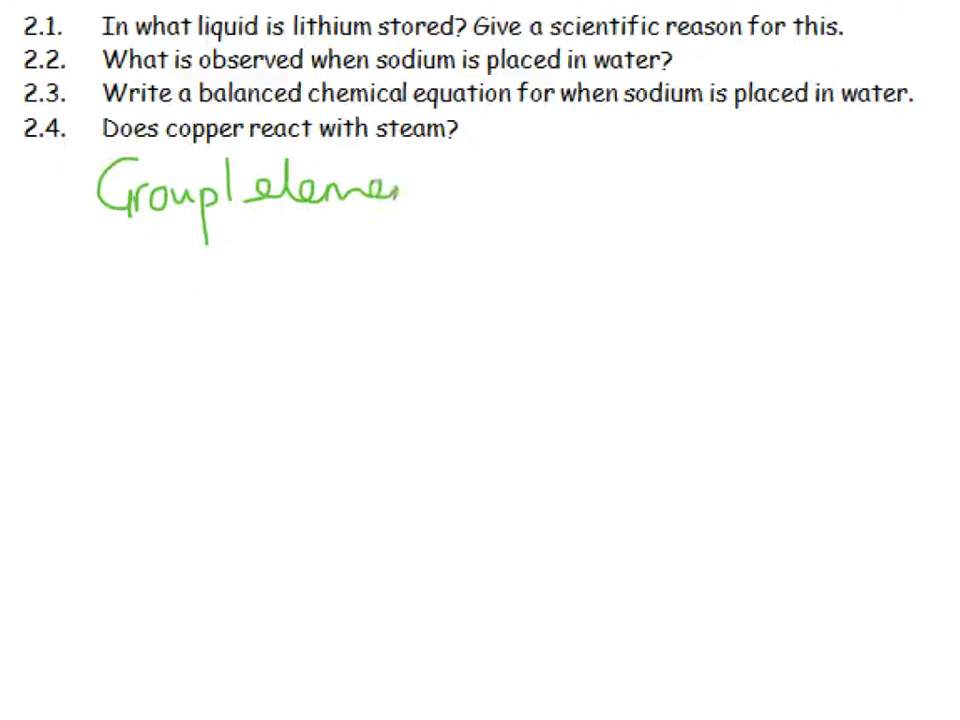 2.1. In what liquid is lithium stored? Give a scientific reason for this.
2.2. What is observed when sodium is placed in water?
2.3. Write a balanced chemical equation for when sodium is placed in water.
2.4. Does copper react with steam?
Group 1